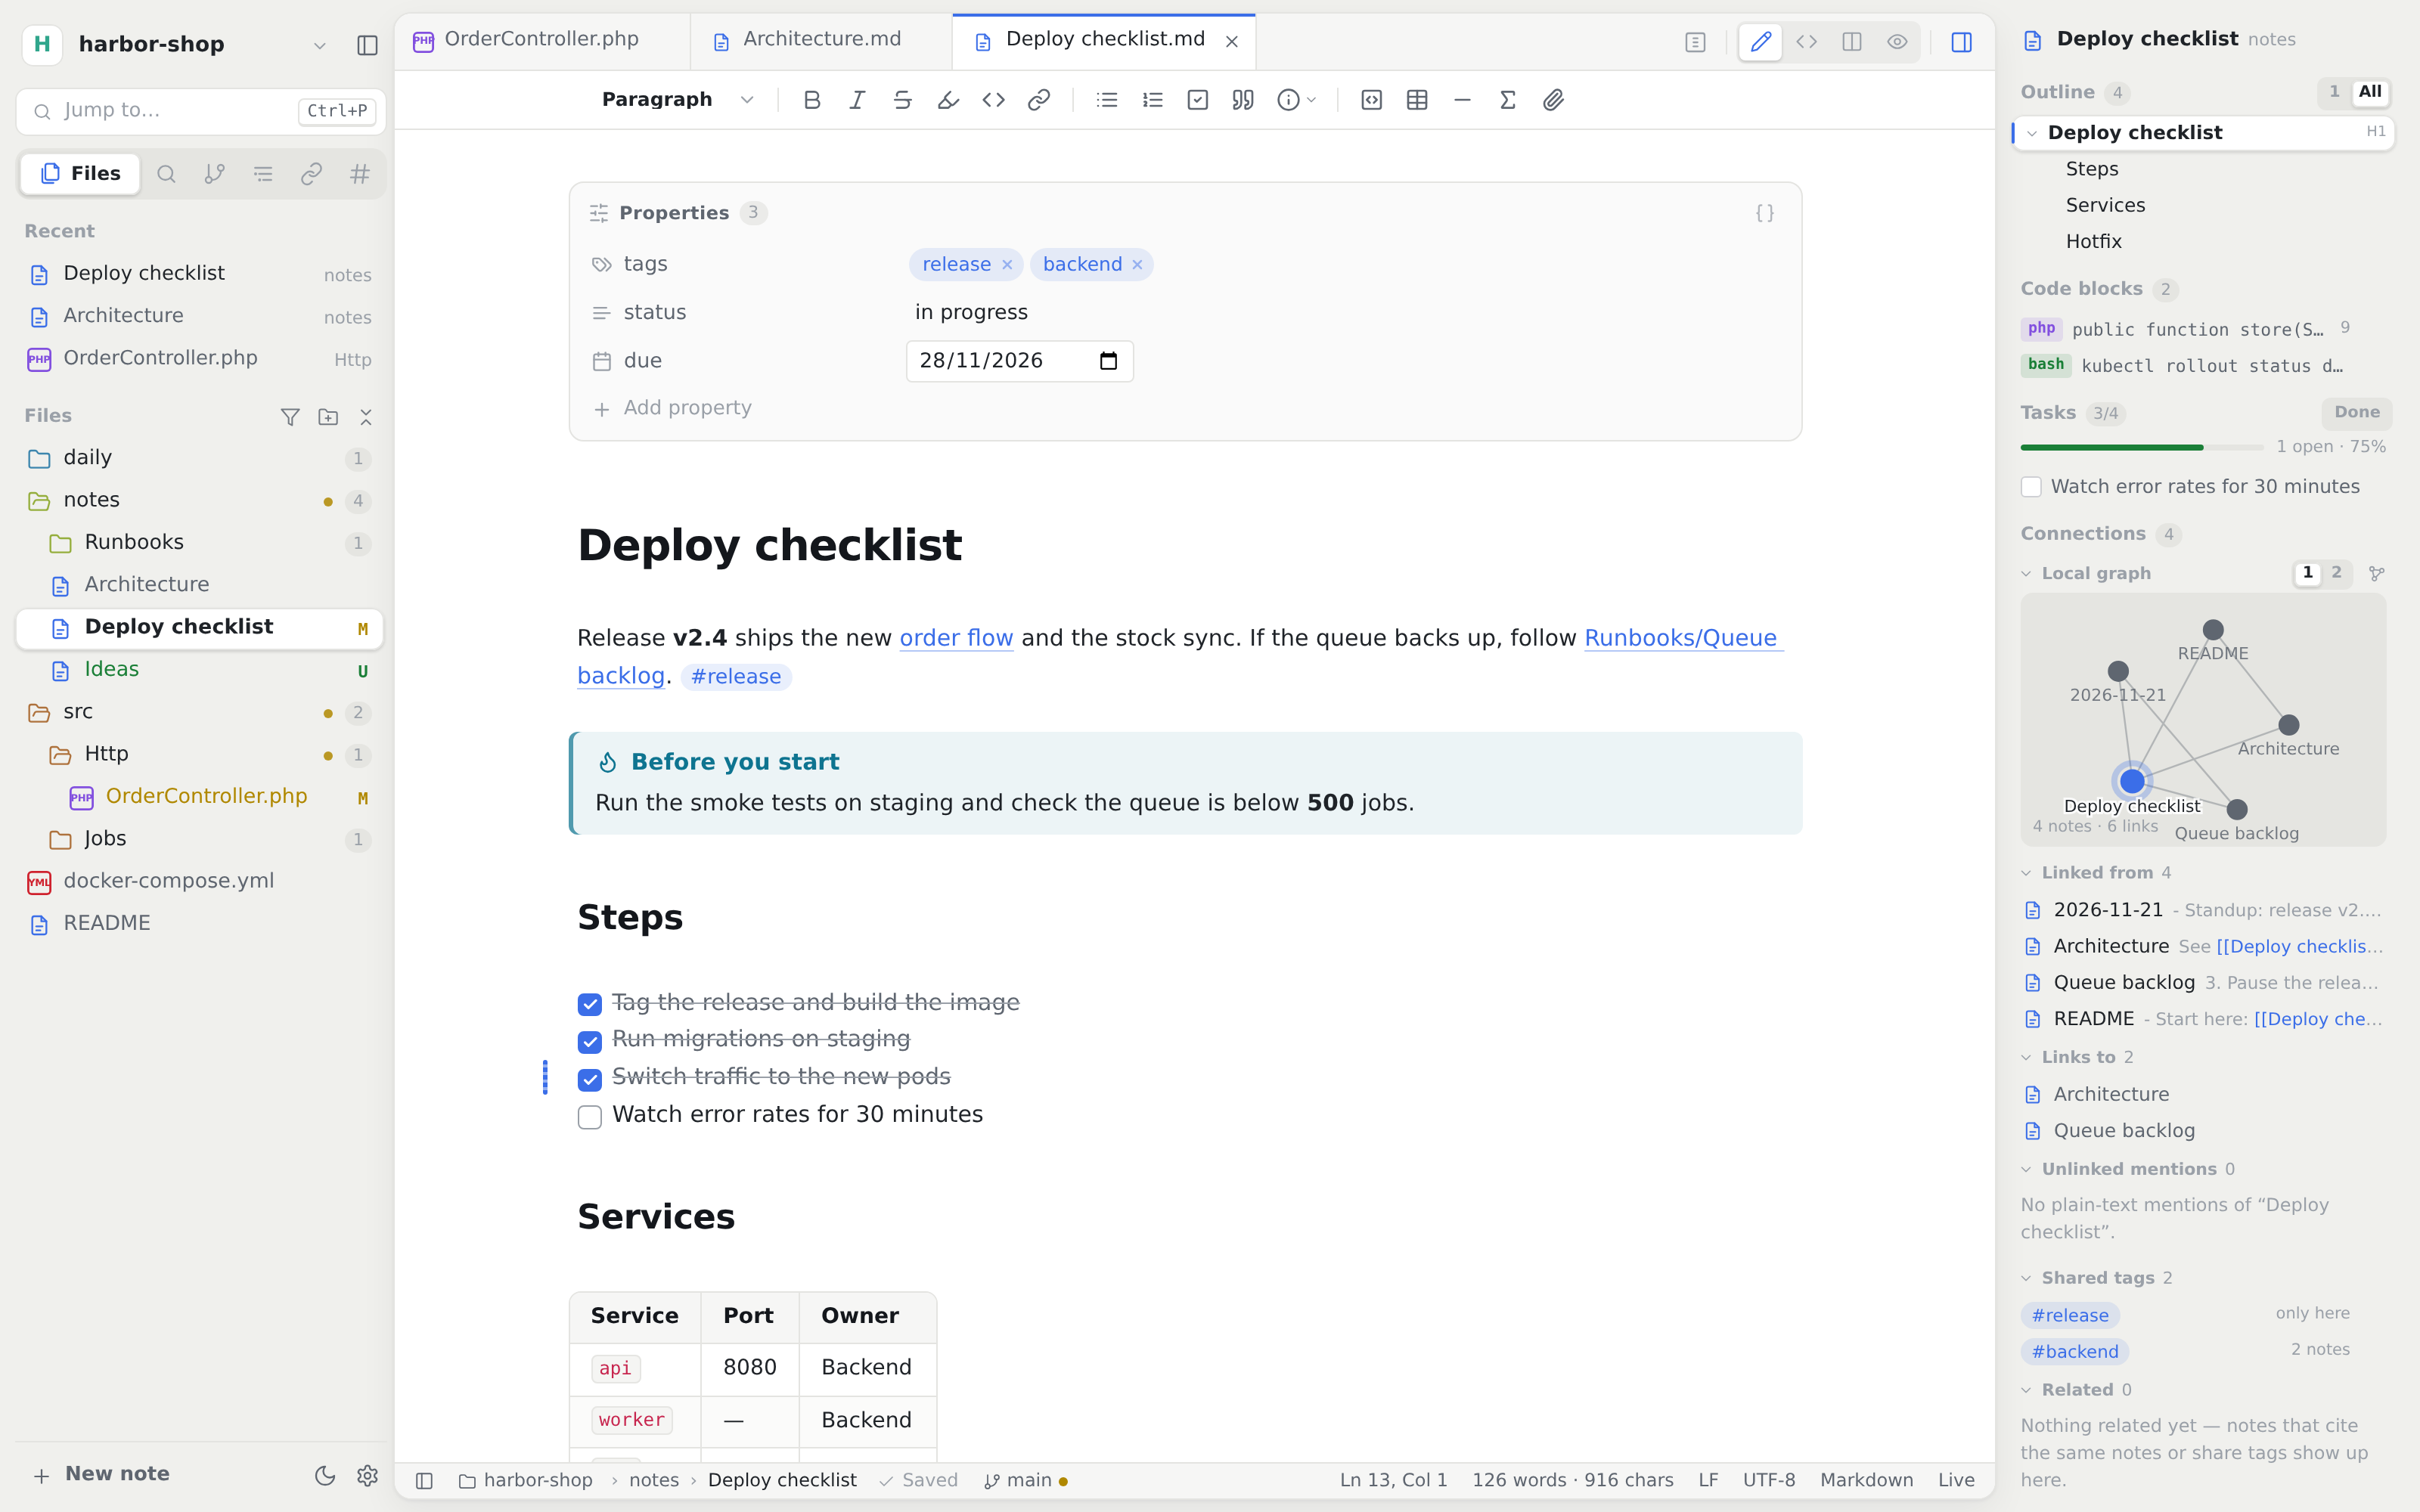 H harbor-shop
Jump to... Ctrl+P
Files
Recent
Deploy checklist notes
Architecture notes
PHP OrderController.php Http
Files
daily 1
notes 4
Runbooks 1
Architecture
Deploy checklist M
Ideas U
src 2
Http 1
PHP OrderController.php M
Jobs 1
YML docker-compose.yml
README
New note
PHP OrderController.php
Architecture.md
Deploy checklist.md
Paragraph
Properties 3
tags release × backend ×
status in progress
due 28/11/2026
Add property
Deploy checklist
Release v2.4 ships the new order flow and the stock sync. If the queue backs up, follow Runbooks/Queue
backlog. #release
Before you start
Run the smoke tests on staging and check the queue is below 500 jobs.
Steps
Tag the release and build the image
Run migrations on staging
Switch traffic to the new pods
Watch error rates for 30 minutes
Services
Service Port Owner
api 8080 Backend
worker — Backend
harbor-shop › notes › Deploy checklist Saved main
Ln 13, Col 1 126 words · 916 chars LF UTF-8 Markdown Live
Deploy checklist notes
Outline 4 1 All
Deploy checklist H1
Steps
Services
Hotfix
Code blocks 2
php public function store(S… 9
bash kubectl rollout status d…
Tasks 3/4 Done
1 open · 75%
Watch error rates for 30 minutes
Connections 4
Local graph 1 2
README
2026-11-21
Architecture
Deploy checklist
4 notes · 6 links
Queue backlog
Linked from 4
2026-11-21 - Standup: release v2.…
Architecture See [[Deploy checklis…
Queue backlog 3. Pause the relea…
README - Start here: [[Deploy che…
Links to 2
Architecture
Queue backlog
Unlinked mentions 0
No plain-text mentions of “Deploy
checklist”.
Shared tags 2
#release only here
#backend 2 notes
Related 0
Nothing related yet — notes that cite
the same notes or share tags show up
here.